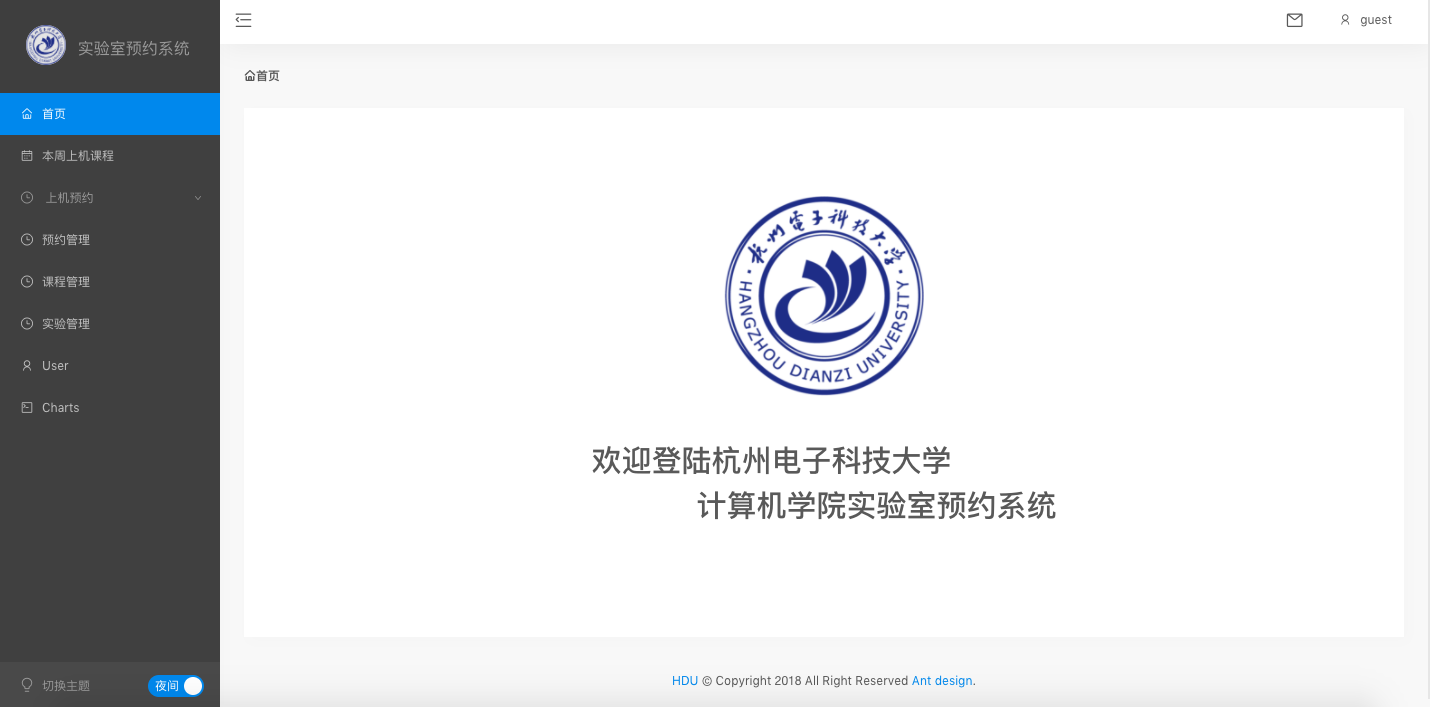 实验室预约系统
guest
首页
首页
本周上机课程
上机预约
预约管理
课程管理
实验管理
User
Charts
杭州電子科技大学
HANGZHOU DIANZI UNIVERSITY
欢迎登陆杭州电子科技大学
计算机学院实验室预约系统
切换主题
夜间
HDU © Copyright 2018 All Right Reserved Ant design.